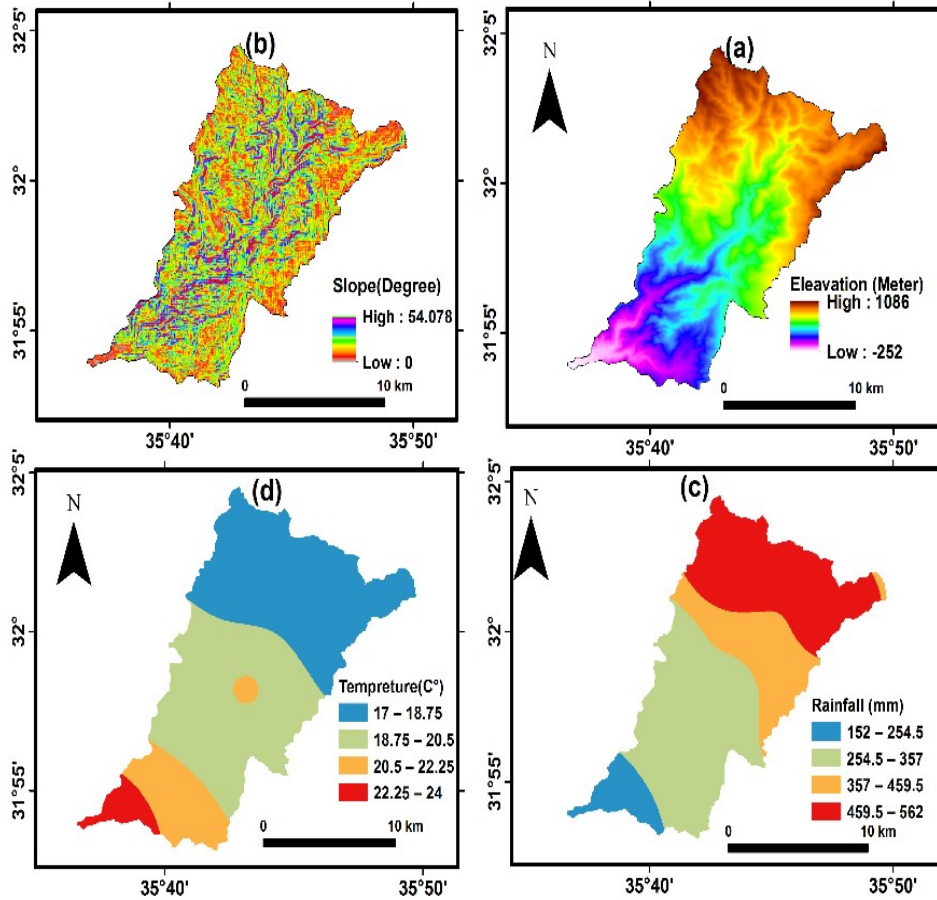 (b)
32°5'
32°
31°55'
Slope(Degree)
High : 54.078
Low : 0
0
10 km
35°40'
35°50'
(a)
N
32°5'
32°
31°55'
Eleavation (Meter)
High : 1086
Low : -252
0
10 km
35°40'
35°50'
(d)
N
32°5'
32°
31°55'
Tempreture(C°)
17 – 18.75
18.75 – 20.5
20.5 – 22.25
22.25 – 24
0
10 km
35°40'
35°50'
(c)
N
32°5'
32°
31°55'
Rainfall (mm)
152 – 254.5
254.5 – 357
357 – 459.5
459.5 – 562
0
10 km
35°40'
35°50'